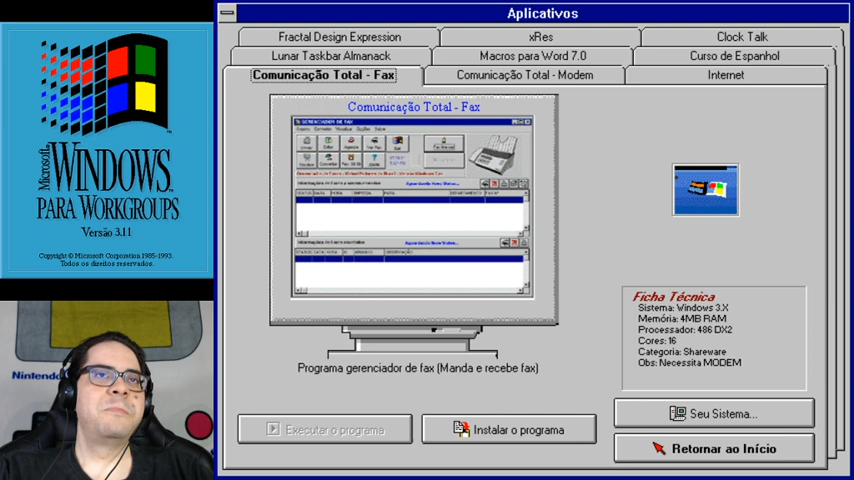 Microsoft
WINDOWS
PARA WORKGROUPS
Versão 3.11
Copyright © Microsoft Corporation 1985-1993.
Todos os direitos reservados.
Nintendo
Aplicativos
Fractal Design Expression
xRes
Clock Talk
Lunar Taskbar Almanack
Macros para Word 7.0
Curso de Espanhol
Comunicação Total - Fax
Comunicação Total - Modem
Internet
Comunicação Total - Fax
GERENCIADOR DE FAX
Programa gerenciador de fax (Manda e recebe fax)
Ficha Técnica
Sistema: Windows 3.X
Memória: 4MB RAM
Processador: 486 DX2
Cores: 16
Categoria: Shareware
Obs: Necessita MODEM
Executar o programa
Instalar o programa
Seu Sistema...
Retornar ao Início